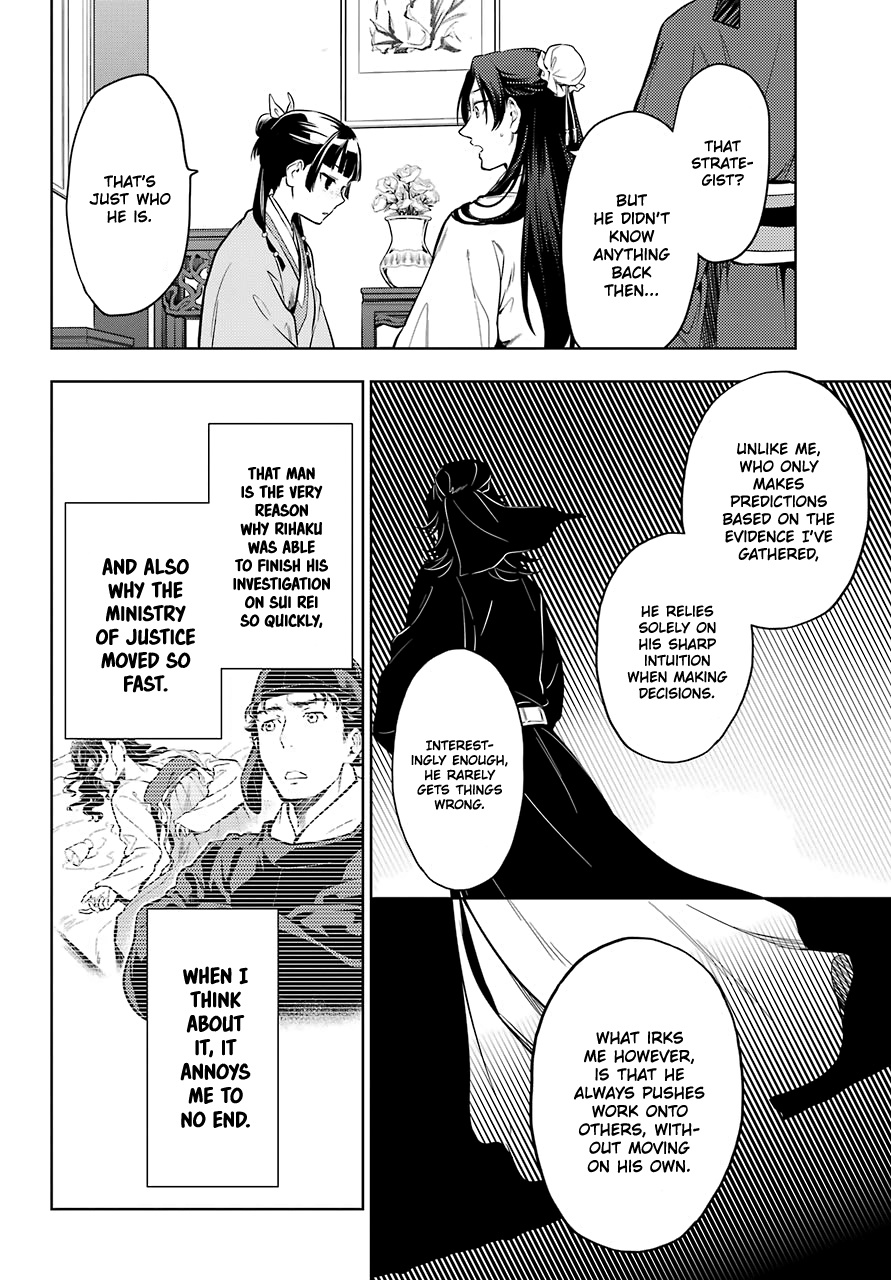 THAT
STRATE-
GIST?
BUT
HE DIDN'T
KNOW
ANYTHING
BACK
THEN...
THAT'S
JUST WHO
HE IS.
UNLIKE ME,
WHO ONLY
MAKES
PREDICTIONS
BASED ON THE
EVIDENCE I'VE
GATHERED,
HE RELIES
SOLELY ON
HIS SHARP
INTUITION
WHEN MAKING
DECISIONS.
INTEREST-
INGLY ENOUGH,
HE RARELY
GETS THINGS
WRONG.
WHAT IRKS
ME HOWEVER,
IS THAT HE
ALWAYS PUSHES
WORK ONTO
OTHERS, WITH-
OUT MOVING
ON HIS OWN.
THAT MAN
IS THE VERY
REASON
WHY RIHAKU
WAS ABLE
TO FINISH HIS
INVESTIGATION
ON SUI REI
SO QUICKLY,
AND ALSO
WHY THE
MINISTRY
OF JUSTICE
MOVED SO
FAST.
WHEN I
THINK
ABOUT
IT, IT
ANNOYS
ME TO
NO END.